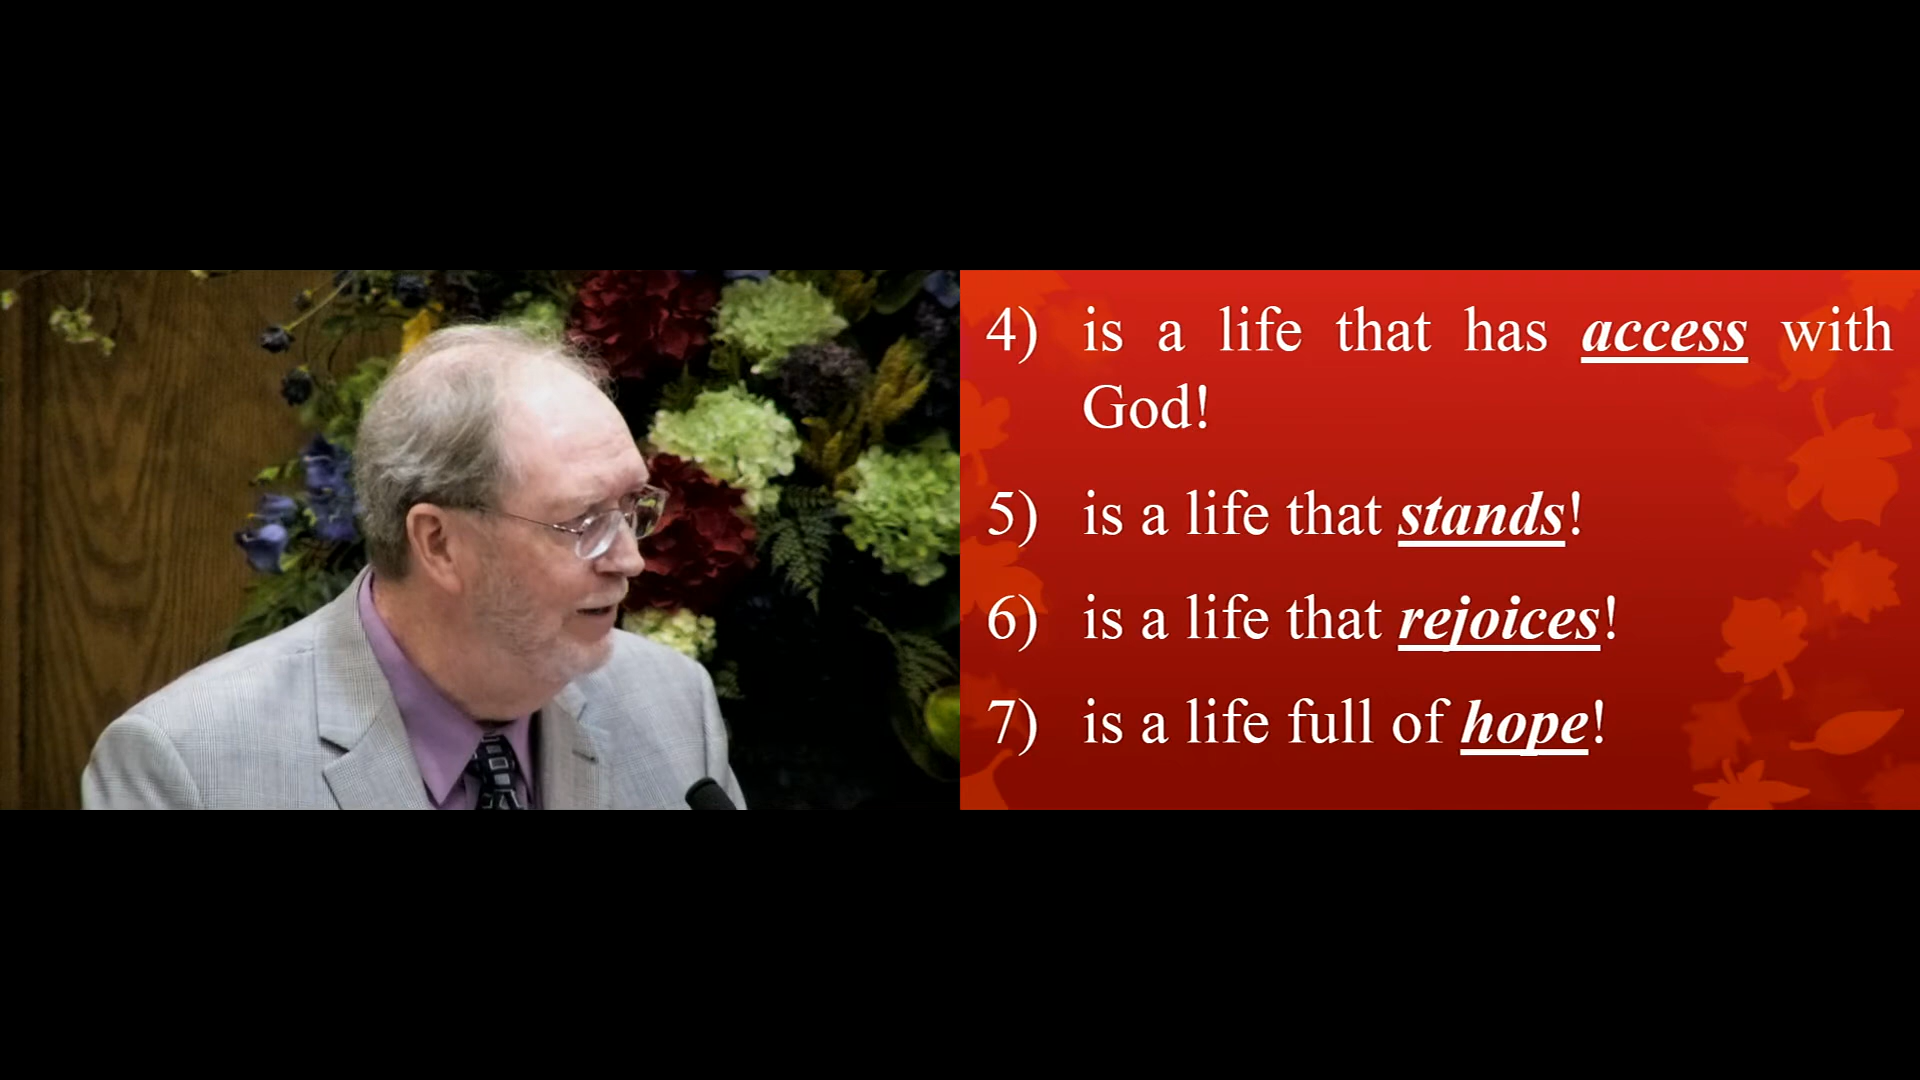 4) is a life that has access with
God!
5) is a life that stands!
6) is a life that rejoices!
7) is a life full of hope!